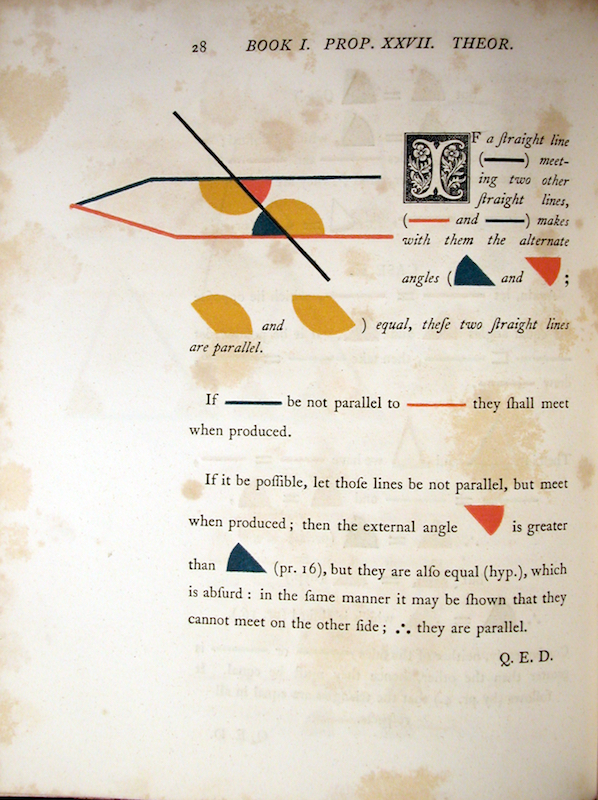 28 BOOK I. PROP. XXVII. THEOR.
IF a ſtraight line
( ) meet-
ing two other
ſtraight lines,
( and ) makes
with them the alternate
angles ( and ;
and ) equal, theſe two ſtraight lines
are parallel.
If be not parallel to they ſhall meet
when produced.
If it be poſſible, let thoſe lines be not parallel, but meet
when produced; then the external angle is greater
than (pr. 16), but they are alſo equal (hyp.), which
is abſurd: in the ſame manner it may be ſhown that they
cannot meet on the other ſide; ∴ they are parallel.
Q. E. D.